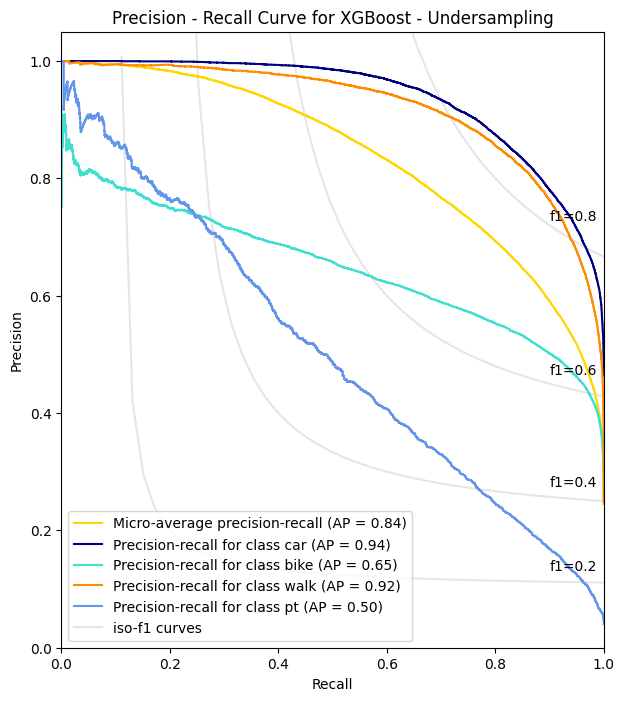 Precision - Recall Curve for XGBoost - Undersampling
1.0
0.8
0.6
0.4
0.2
0.0
Precision
f1=0.8
f1=0.6
f1=0.4
f1=0.2
Micro-average precision-recall (AP = 0.84)
Precision-recall for class car (AP = 0.94)
Precision-recall for class bike (AP = 0.65)
Precision-recall for class walk (AP = 0.92)
Precision-recall for class pt (AP = 0.50)
iso-f1 curves
0.0 0.2 0.4 0.6 0.8 1.0
Recall